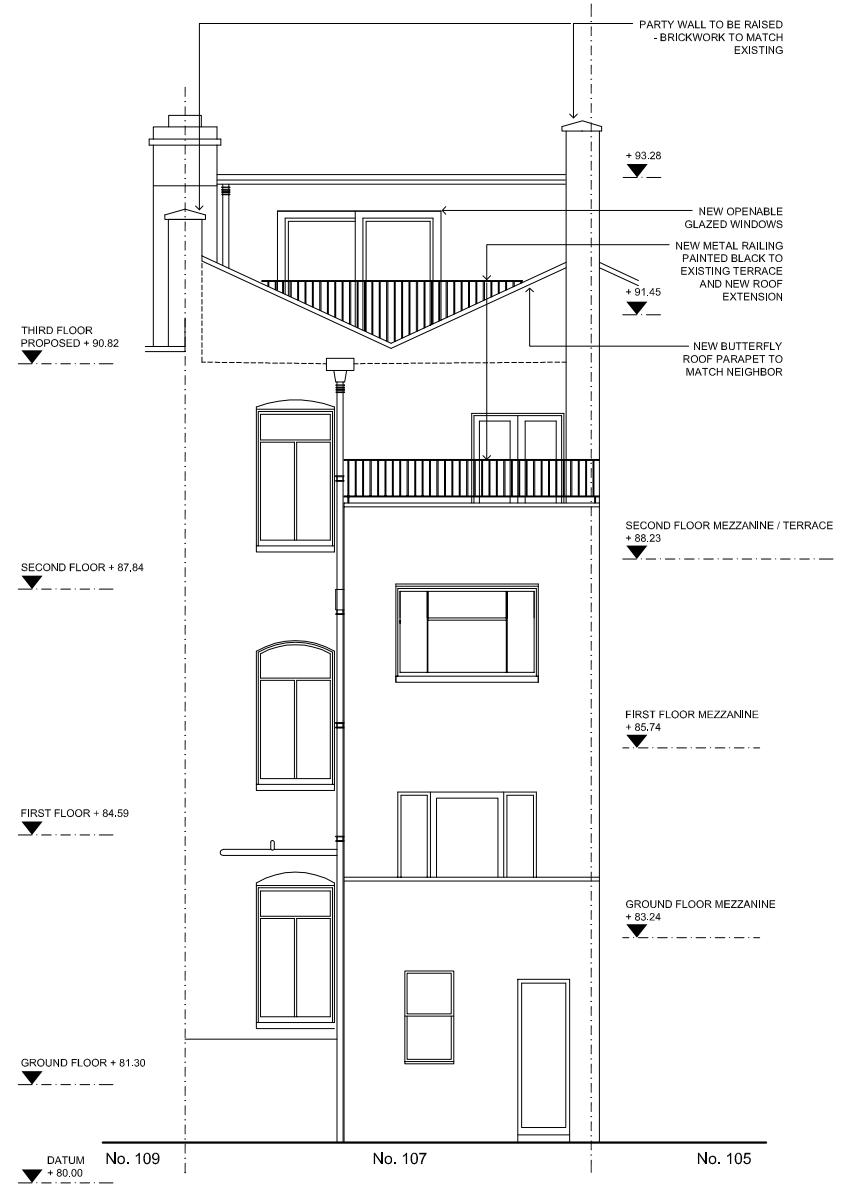 PARTY WALL TO BE RAISED
- BRICKWORK TO MATCH
EXISTING
+ 93.28
NEW OPENABLE
GLAZED WINDOWS
NEW METAL RAILING
PAINTED BLACK TO
EXISTING TERRACE
AND NEW ROOF
EXTENSION
+ 91.45
THIRD FLOOR
PROPOSED + 90.82
NEW BUTTERFLY
ROOF PARAPET TO
MATCH NEIGHBOR
SECOND FLOOR MEZZANINE / TERRACE
+ 88.23
SECOND FLOOR + 87,84
FIRST FLOOR MEZZANINE
+ 85.74
FIRST FLOOR + 84.59
GROUND FLOOR MEZZANINE
+ 83.24
GROUND FLOOR + 81.30
No. 109
No. 107
No. 105
DATUM
+ 80.00